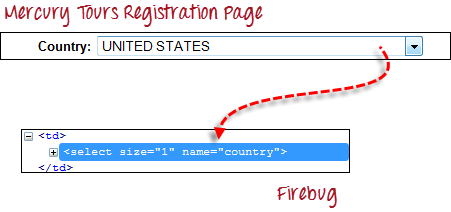 Mercury Tours Registration Page
Country: UNITED STATES
<td>
<select size="1" name="country">
</td>
Firebug